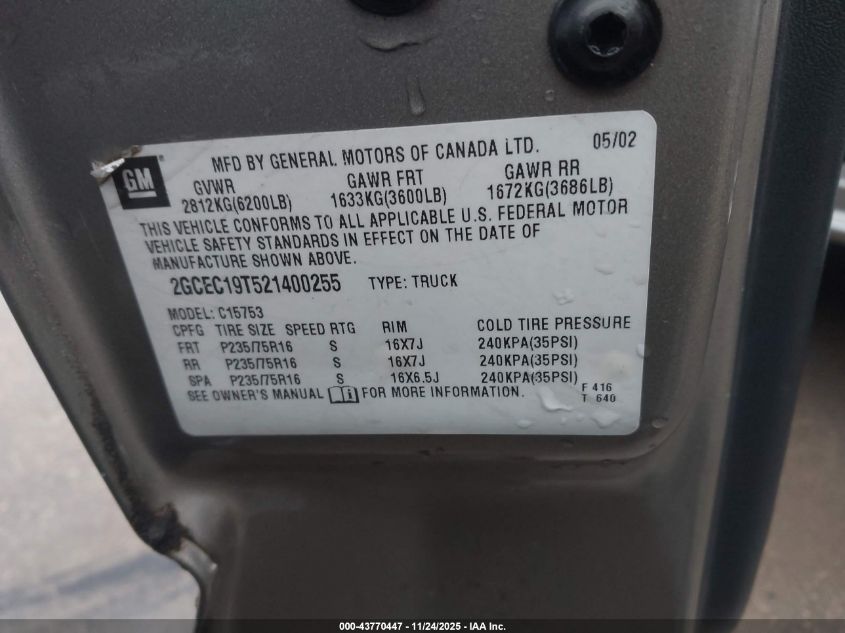 GM
MFD BY GENERAL MOTORS OF CANADA LTD. 05/02
GVWR GAWR FRT GAWR RR
2812KG(6200LB) 1633KG(3600LB) 1672KG(3686LB)
THIS VEHICLE CONFORMS TO ALL APPLICABLE U.S. FEDERAL MOTOR
VEHICLE SAFETY STANDARDS IN EFFECT ON THE DATE OF
MANUFACTURE SHOWN ABOVE.
2GCEC19T521400255 TYPE: TRUCK
MODEL: C15753
CPFG TIRE SIZE SPEED RTG RIM COLD TIRE PRESSURE
FRT P235/75R16 S 16X7J 240KPA(35PSI)
RR P235/75R16 S 16X7J 240KPA(35PSI)
SPA P235/75R16 S 16X6.5J 240KPA(35PSI)
SEE OWNER'S MANUAL i FOR MORE INFORMATION.
F 416
T 640
000-43770447 - 11/24/2025 - IAA Inc.